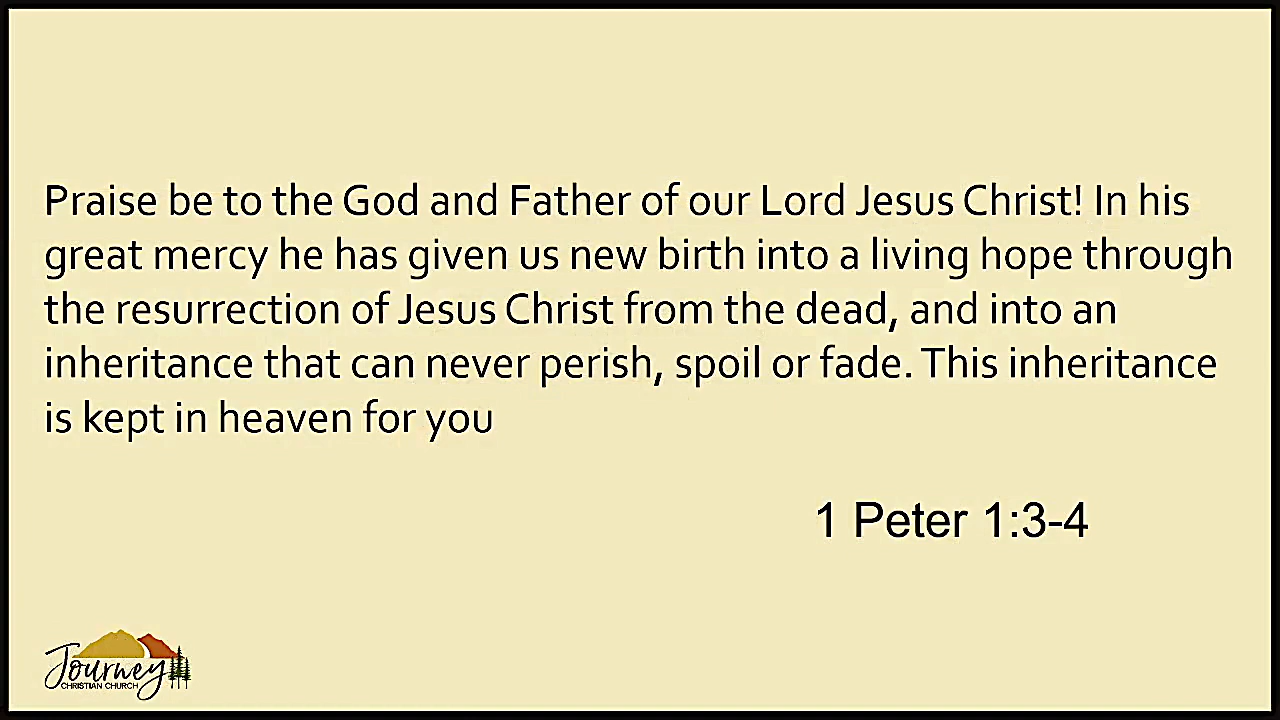 Praise be to the God and Father of our Lord Jesus Christ! In his
great mercy he has given us new birth into a living hope through
the resurrection of Jesus Christ from the dead, and into an
inheritance that can never perish, spoil or fade. This inheritance
is kept in heaven for you
1 Peter 1:3-4
Journey
CHRISTIAN CHURCH